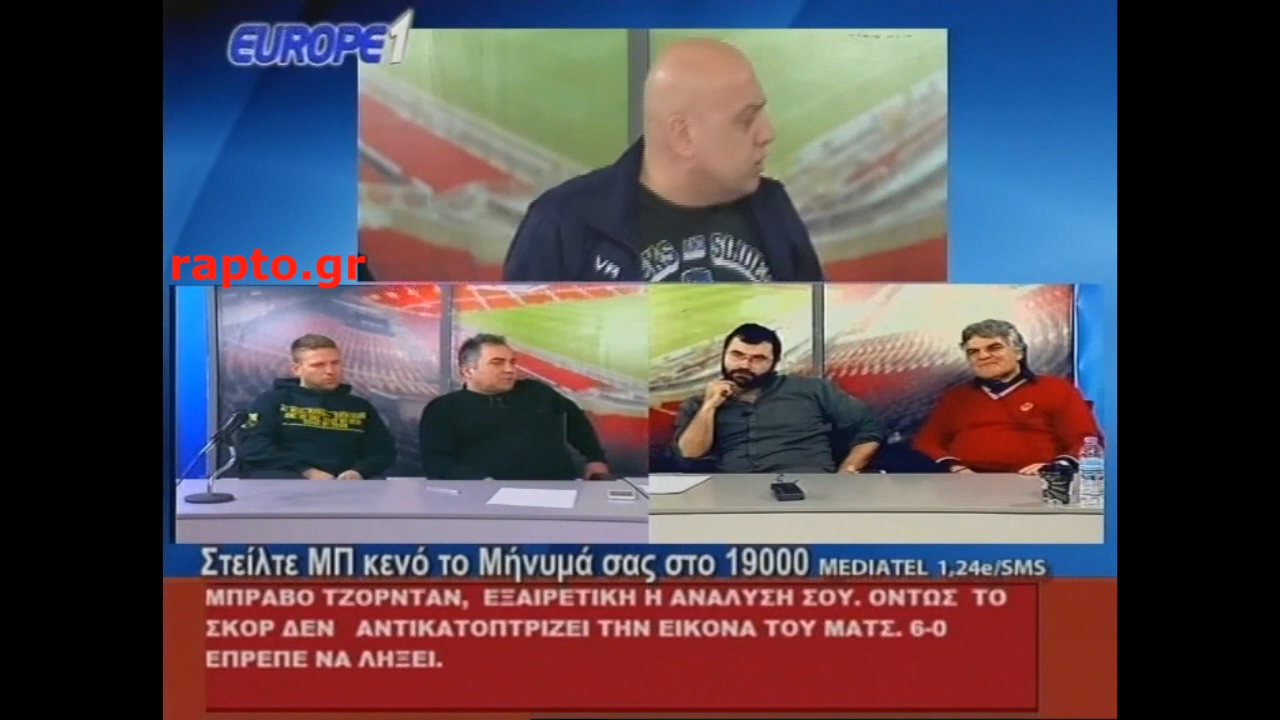 EUROPE1
rapto.gr
Στείλτε ΜΠ κενό το Μήνυμά σας στο 19000 MEDIATEL 1,24e/SMS
ΜΠΡΑΒΟ ΤΖΟΡΝΤΑΝ, ΕΞΑΙΡΕΤΙΚΗ Η ΑΝΑΛΥΣΗ ΣΟΥ. ΟΝΤΩΣ ΤΟ
ΣΚΟΡ ΔΕΝ ΑΝΤΙΚΑΤΟΠΤΡΙΖΕΙ ΤΗΝ ΕΙΚΟΝΑ ΤΟΥ ΜΑΤΣ. 6-0
ΕΠΡΕΠΕ ΝΑ ΛΗΞΕΙ.